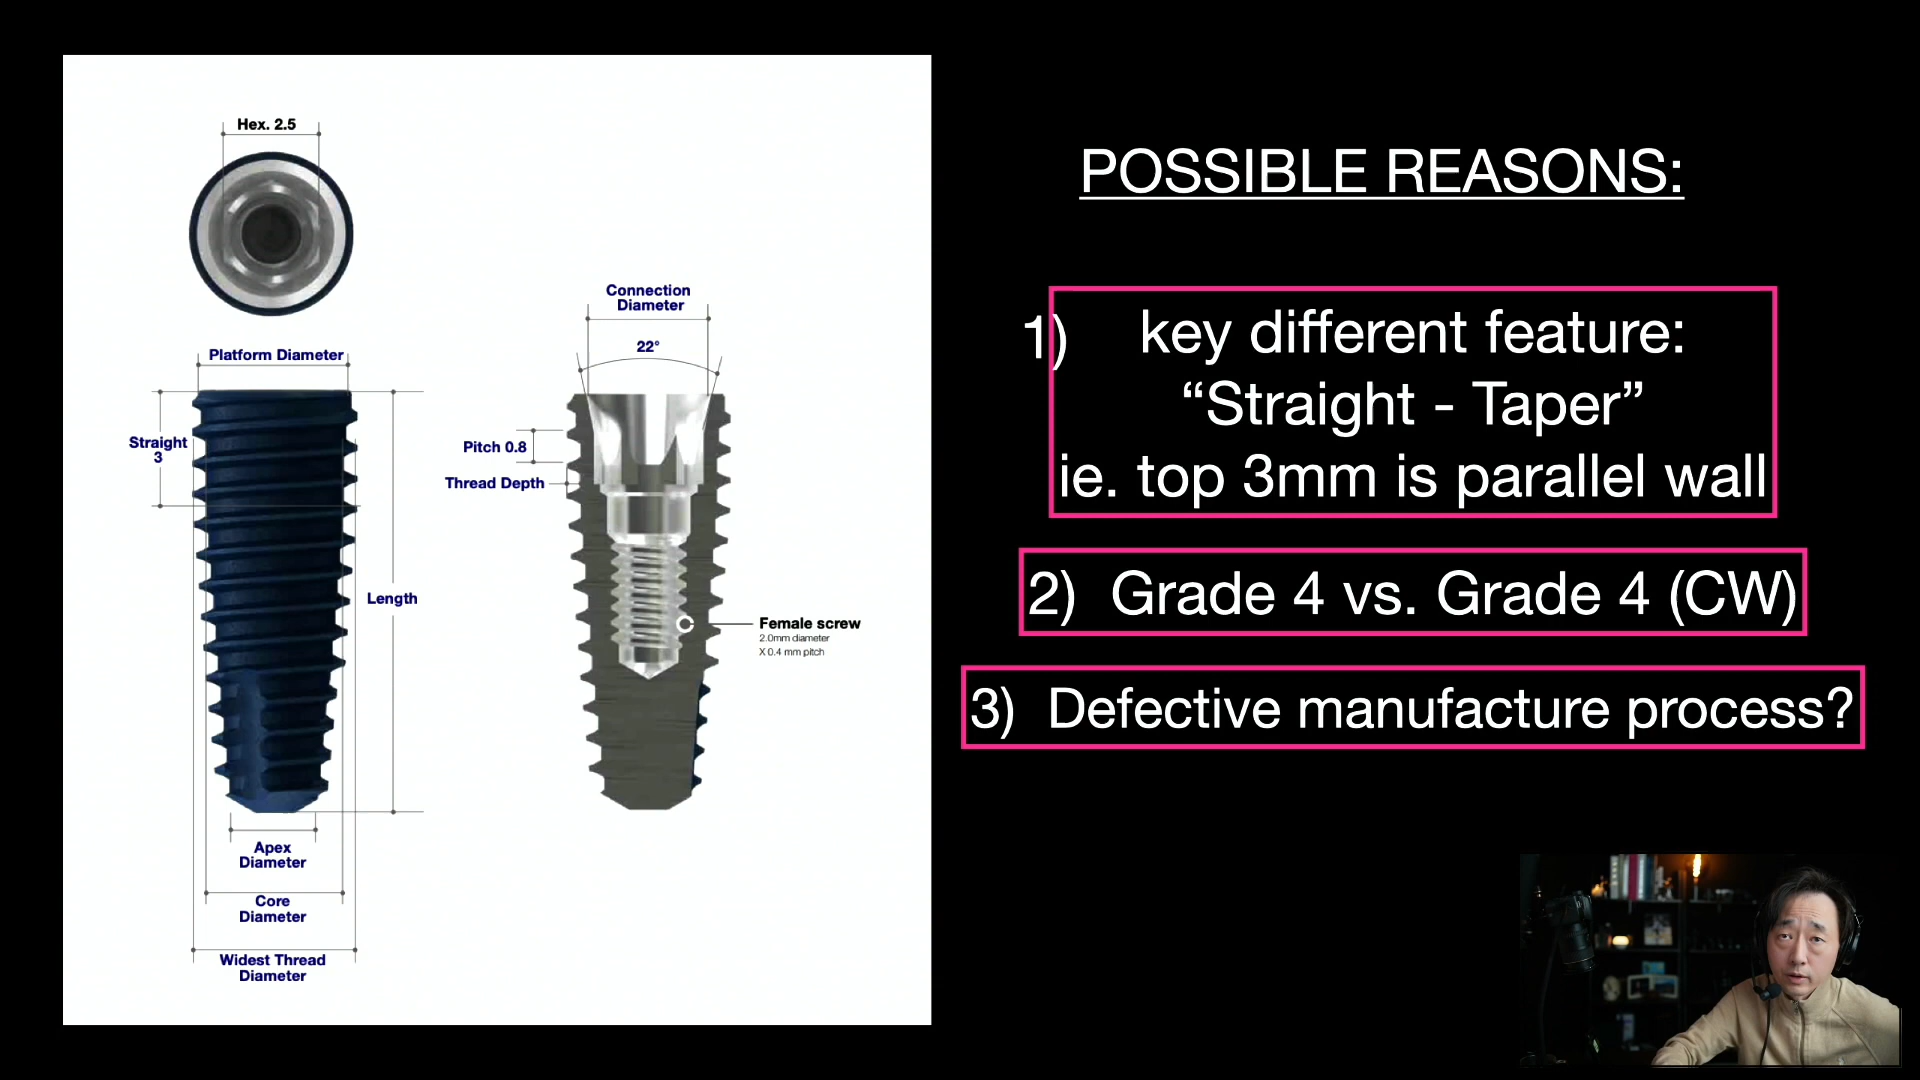 Hex. 2.5
Platform Diameter
Straight
3
Length
Apex
Diameter
Core
Diameter
Widest Thread
Diameter
Connection
Diameter
22°
Pitch 0.8
Thread Depth
Female screw
2.0mm diameter
X 0.4 mm pitch
POSSIBLE REASONS:
1) key different feature:
“Straight - Taper”
ie. top 3mm is parallel wall
2) Grade 4 vs. Grade 4 (CW)
3) Defective manufacture process?